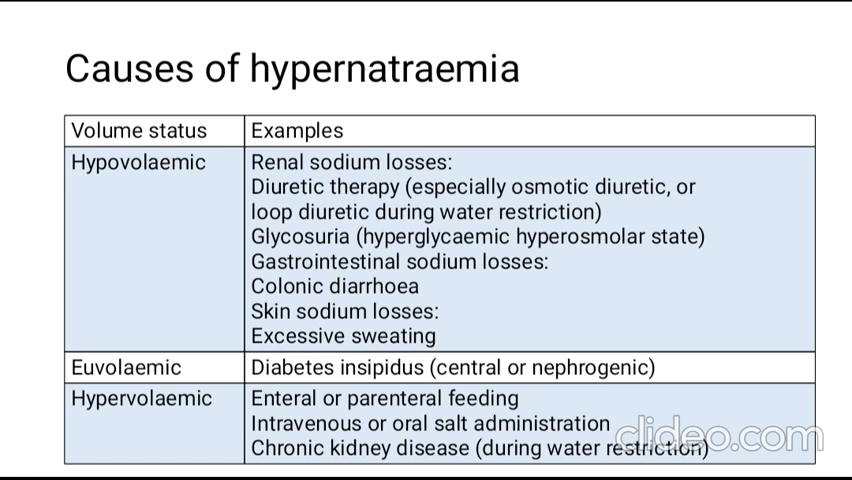 Causes of hypernatraemia
Volume status
Examples
Hypovolaemic
Renal sodium losses:
Diuretic therapy (especially osmotic diuretic, or
loop diuretic during water restriction)
Glycosuria (hyperglycaemic hyperosmolar state)
Gastrointestinal sodium losses:
Colonic diarrhoea
Skin sodium losses:
Excessive sweating
Euvolaemic
Diabetes insipidus (central or nephrogenic)
Hypervolaemic
Enteral or parenteral feeding
Intravenous or oral salt administration
Chronic kidney disease (during water restriction)
clideo.com